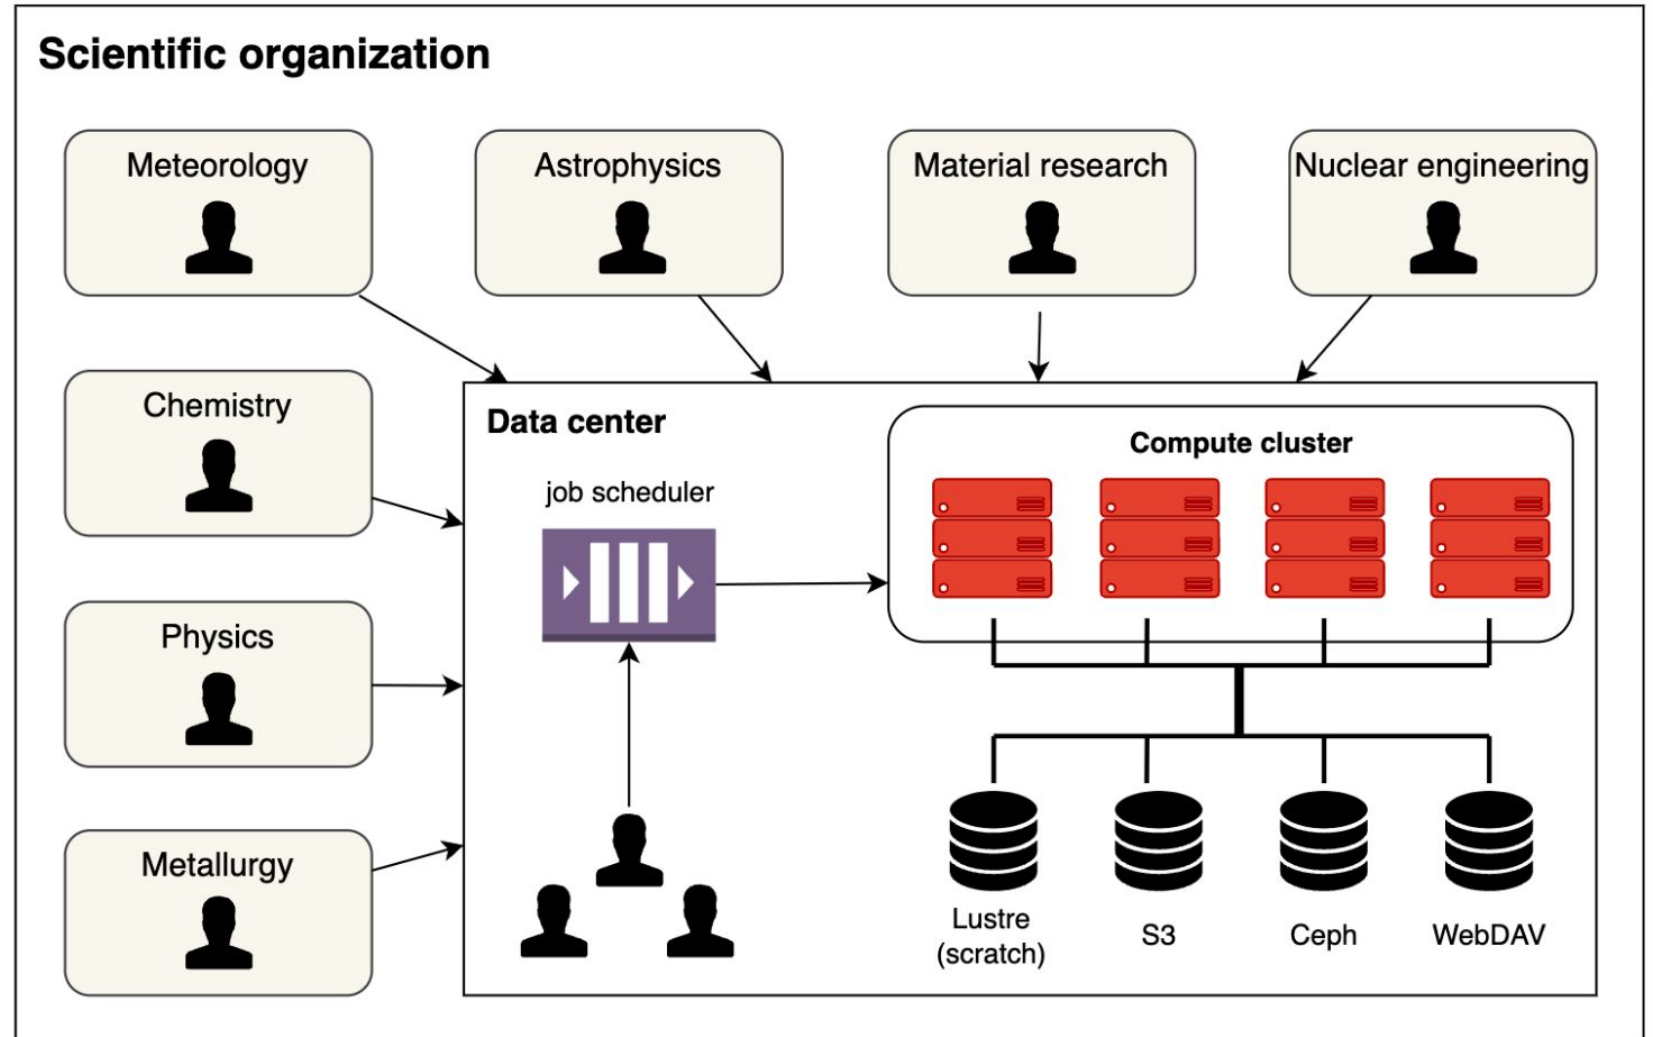 Scientific organization
Meteorology
Astrophysics
Material research
Nuclear engineering
Chemistry
Physics
Metallurgy
Data center
job scheduler
Compute cluster
Lustre
(scratch)
S3
Ceph
WebDAV